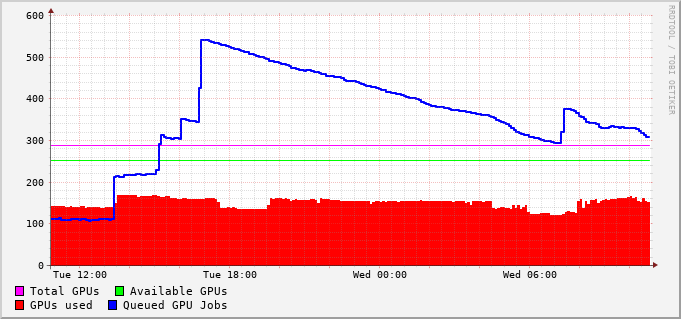 600
500
400
300
200
100
0
Tue 12:00 Tue 18:00 Wed 00:00 Wed 06:00
Total GPUs Available GPUs
GPUs used Queued GPU Jobs
RRDTOOL / TOBI OETIKER